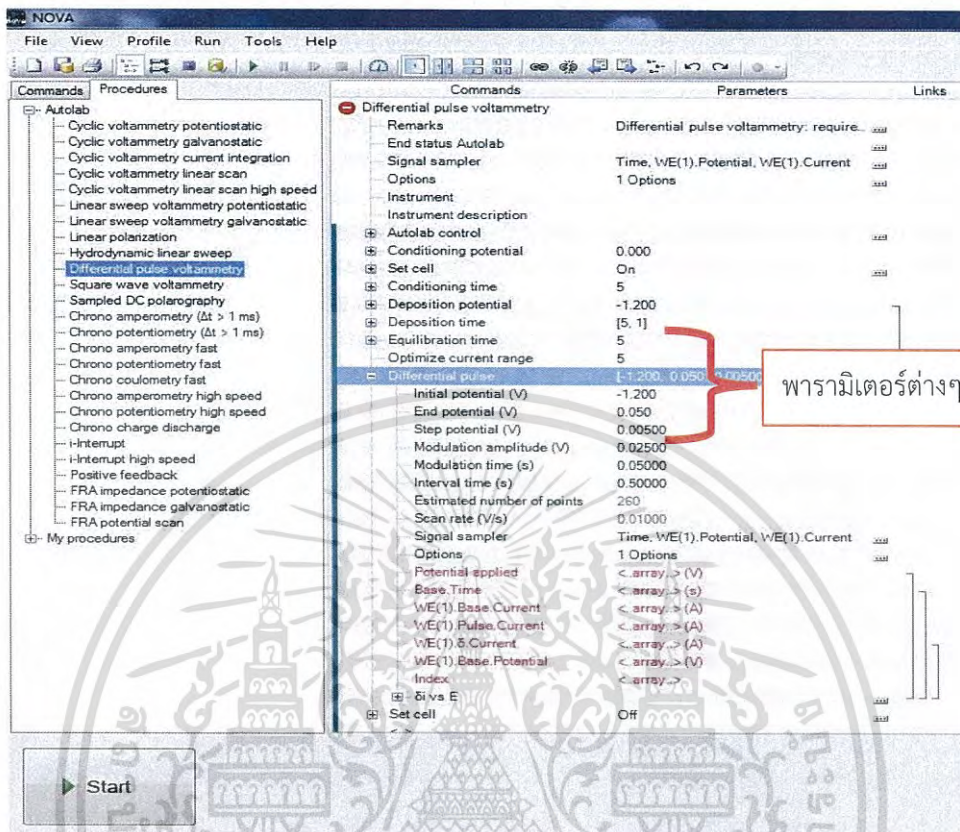 NOVA
File View Profile Run Tools Help
Commands Procedures
Autolab
Cyclic voltammetry potentiostatic
Cyclic voltammetry galvanostatic
Cyclic voltammetry current integration
Cyclic voltammetry linear scan
Cyclic voltammetry linear scan high speed
Linear sweep voltammetry potentiostatic
Linear sweep voltammetry galvanostatic
Linear polarization
Hydrodynamic linear sweep
Differential pulse voltammetry
Square wave voltammetry
Sampled DC polarography
Chrono amperometry (Δt > 1 ms)
Chrono potentiometry (Δt > 1 ms)
Chrono amperometry fast
Chrono potentiometry fast
Chrono coulometry fast
Chrono amperometry high speed
Chrono potentiometry high speed
Chrono charge discharge
i-Interrupt
i-Interrupt high speed
Positive feedback
FRA impedance potentiostatic
FRA impedance galvanostatic
FRA potential scan
My procedures
Commands Parameters Links
Differential pulse voltammetry
Remarks Differential pulse voltammetry: require...
End status Autolab
Signal sampler Time, WE(1).Potential, WE(1).Current
Options 1 Options
Instrument
Instrument description
Autolab control
Conditioning potential 0.000
Set cell On
Conditioning time 5
Deposition potential -1.200
Deposition time [5, 1]
Equilibration time 5
Optimize current range 5
Differential pulse [-1.200, 0.050, 0.00500
Initial potential (V) -1.200
End potential (V) 0.050
Step potential (V) 0.00500
Modulation amplitude (V) 0.02500
Modulation time (s) 0.05000
Interval time (s) 0.50000
Estimated number of points 260
Scan rate (V/s) 0.01000
Signal sampler Time, WE(1).Potential, WE(1).Current
Options 1 Options
Potential applied <..array..> (V)
Base.Time <..array..> (s)
WE(1).Base.Current <..array..> (A)
WE(1).Pulse.Current <..array..> (A)
WE(1).δ.Current <..array..> (A)
WE(1).Base.Potential <..array..> (V)
Index <..array..>
δi vs E
Set cell Off
<..>
พารามิเตอร์ต่างๆ
Start